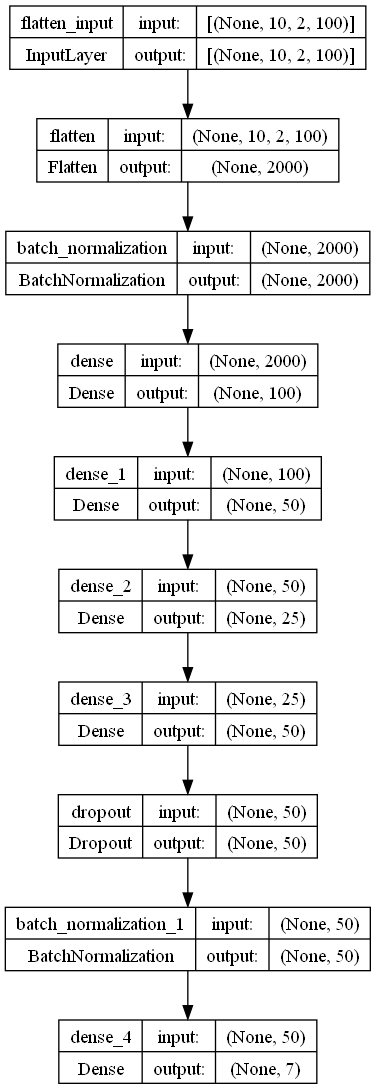 flatten_input input: [(None, 10, 2, 100)]
InputLayer output: [(None, 10, 2, 100)]
flatten input: (None, 10, 2, 100)
Flatten output: (None, 2000)
batch_normalization input: (None, 2000)
BatchNormalization output: (None, 2000)
dense input: (None, 2000)
Dense output: (None, 100)
dense_1 input: (None, 100)
Dense output: (None, 50)
dense_2 input: (None, 50)
Dense output: (None, 25)
dense_3 input: (None, 25)
Dense output: (None, 50)
dropout input: (None, 50)
Dropout output: (None, 50)
batch_normalization_1 input: (None, 50)
BatchNormalization output: (None, 50)
dense_4 input: (None, 50)
Dense output: (None, 7)